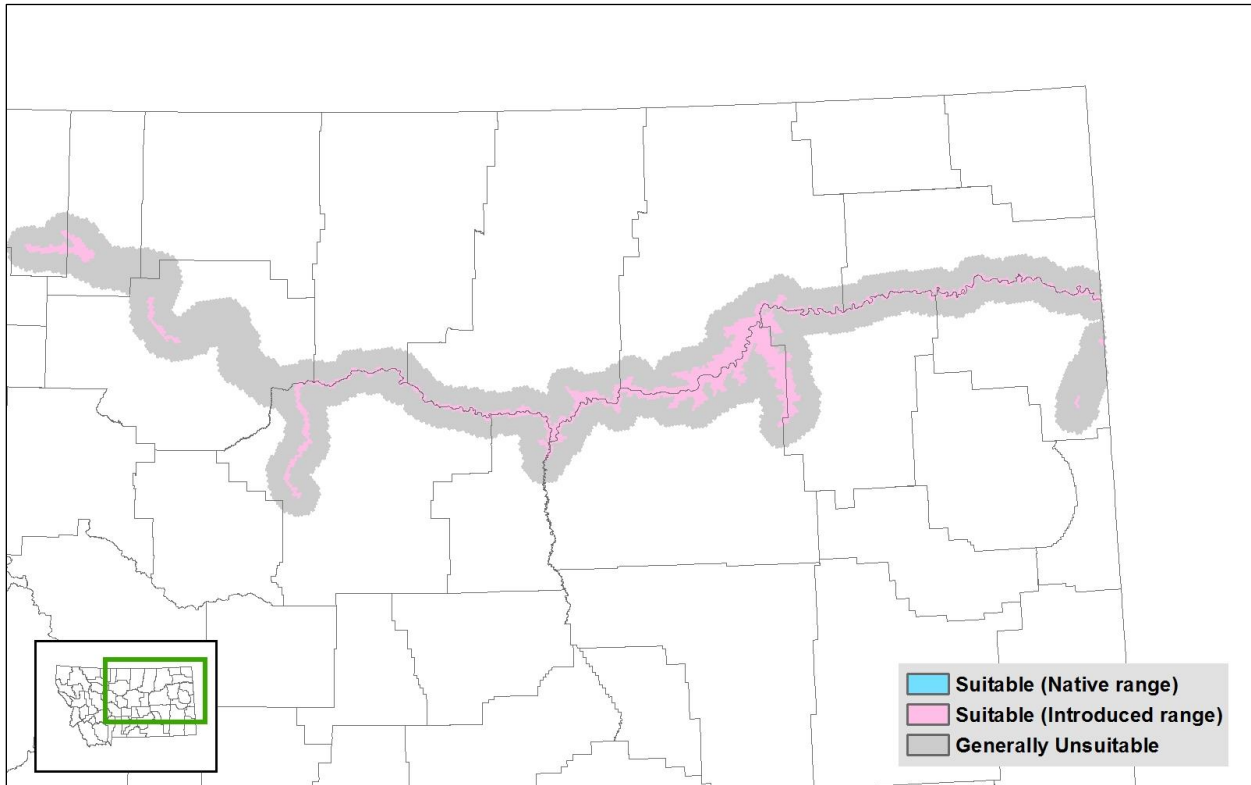 Suitable (Native range)
Suitable (Introduced range)
Generally Unsuitable